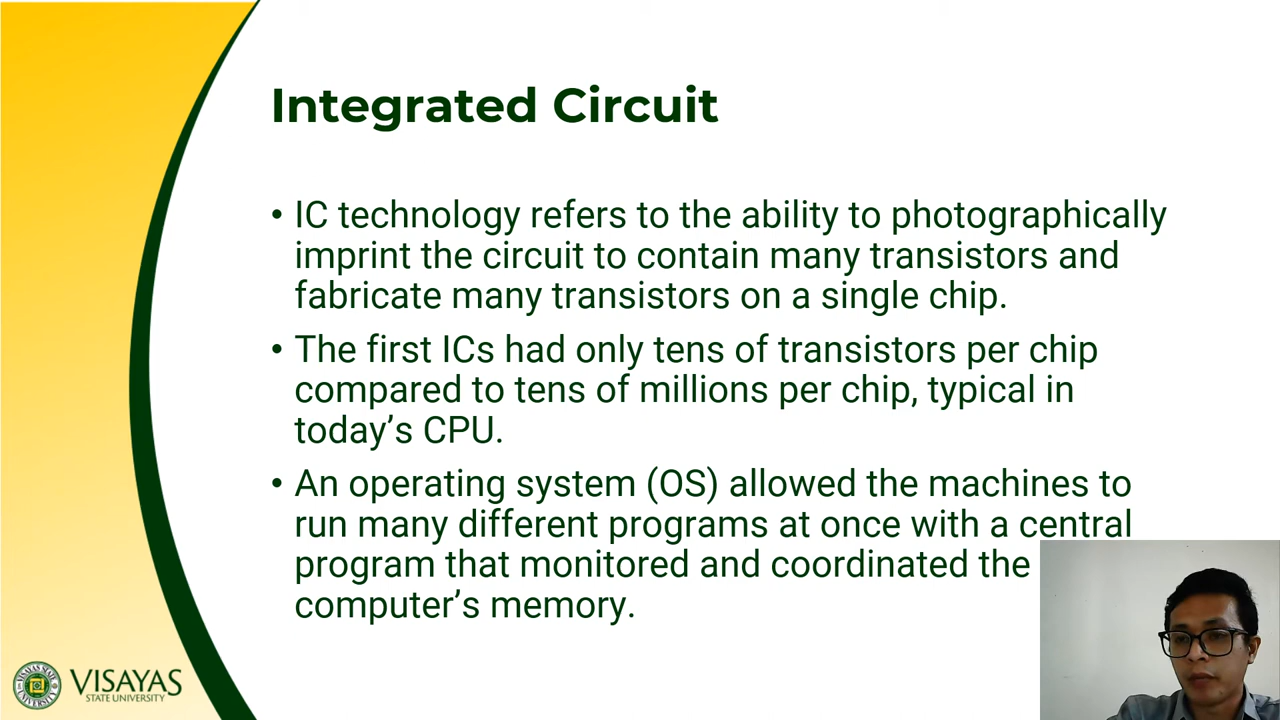 Integrated Circuit
• IC technology refers to the ability to photographically
imprint the circuit to contain many transistors and
fabricate many transistors on a single chip.
• The first ICs had only tens of transistors per chip
compared to tens of millions per chip, typical in
today’s CPU.
• An operating system (OS) allowed the machines to
run many different programs at once with a central
program that monitored and coordinated the
computer’s memory.
VISAYAS
STATE UNIVERSITY